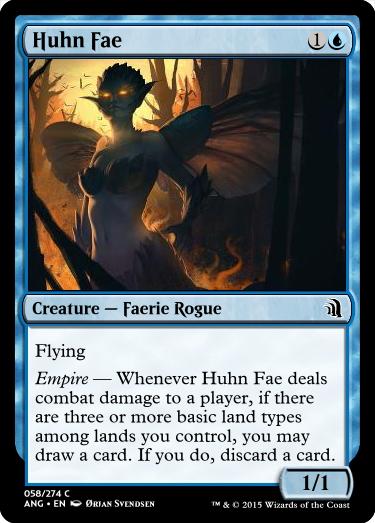 Huhn Fae 1
Creature — Faerie Rogue
Flying
Empire — Whenever Huhn Fae deals
combat damage to a player, if there
are three or more basic land types
among lands you control, you may
draw a card. If you do, discard a card.
1/1
058/274 C
ANG • EN Ørjan Svendsen ™ & © 2015 Wizards of the Coast